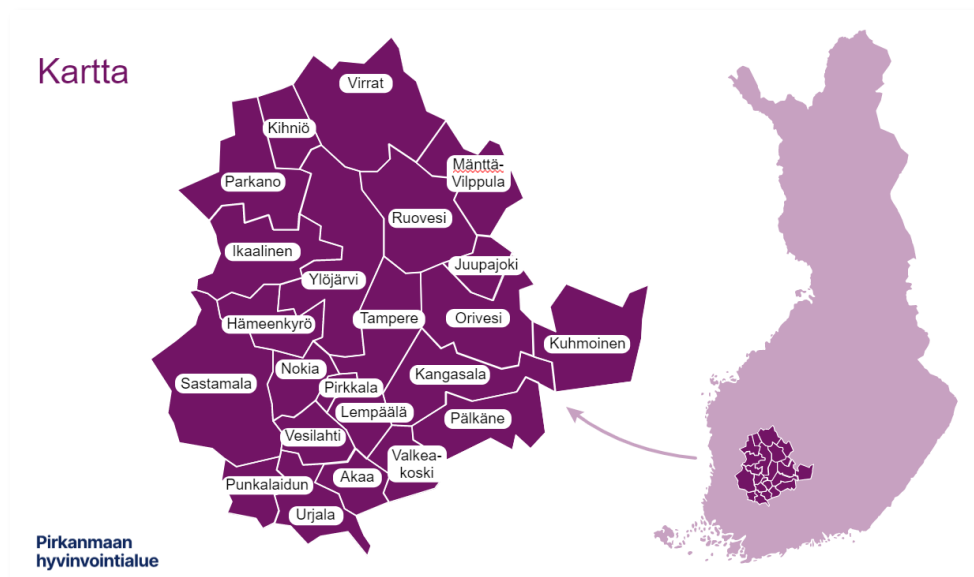 Kartta
Virrat
Kihniö
Mänttä-
Vilppula
Parkano
Ruovesi
Ikaalinen
Juupajoki
Ylöjärvi
Hämeenkyrö
Tampere
Orivesi
Kuhmoinen
Nokia
Kangasala
Sastamala
Pirkkala
Lempäälä
Pälkäne
Vesilahti
Valkea-
koski
Akaa
Punkalaidun
Urjala
Pirkanmaan
hyvinvointialue